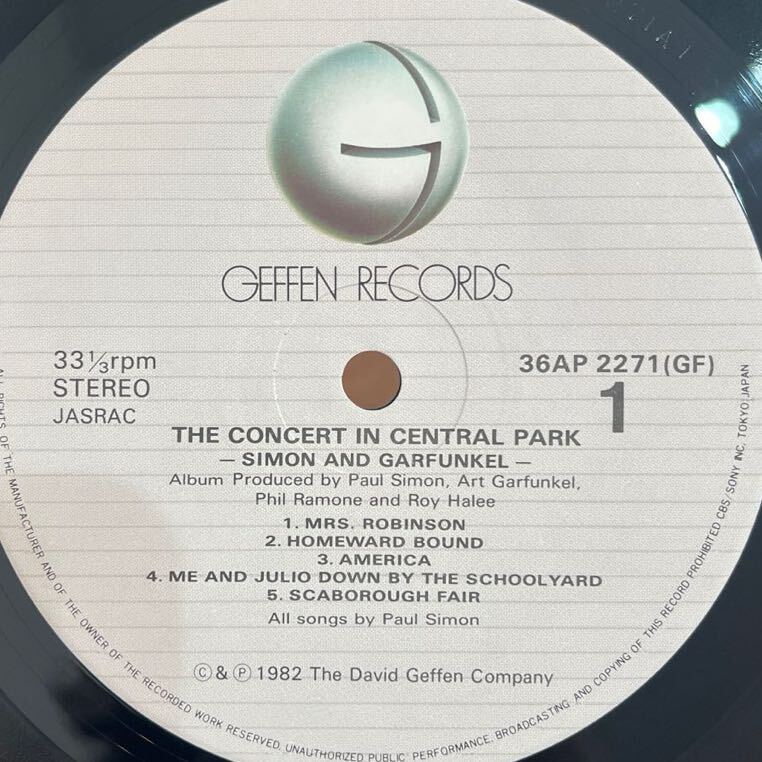 GEFFEN RECORDS
33⅓rpm
STEREO
JASRAC
36AP 2271(GF)
1
THE CONCERT IN CENTRAL PARK
— SIMON AND GARFUNKEL —
Album Produced by Paul Simon, Art Garfunkel,
Phil Ramone and Roy Halee
1. MRS. ROBINSON
2. HOMEWARD BOUND
3. AMERICA
4. ME AND JULIO DOWN BY THE SCHOOLYARD
5. SCABOROUGH FAIR
All songs by Paul Simon
Ⓒ & Ⓟ 1982 The David Geffen Company
ALL RIGHTS OF THE MANUFACTURER AND OF THE OWNER OF THE RECORDED WORK RESERVED. UNAUTHORIZED PUBLIC PERFORMANCE, BROADCASTING AND COPYING OF THIS RECORD PROHIBITED CBS/SONY INC. TOKYO JAPAN